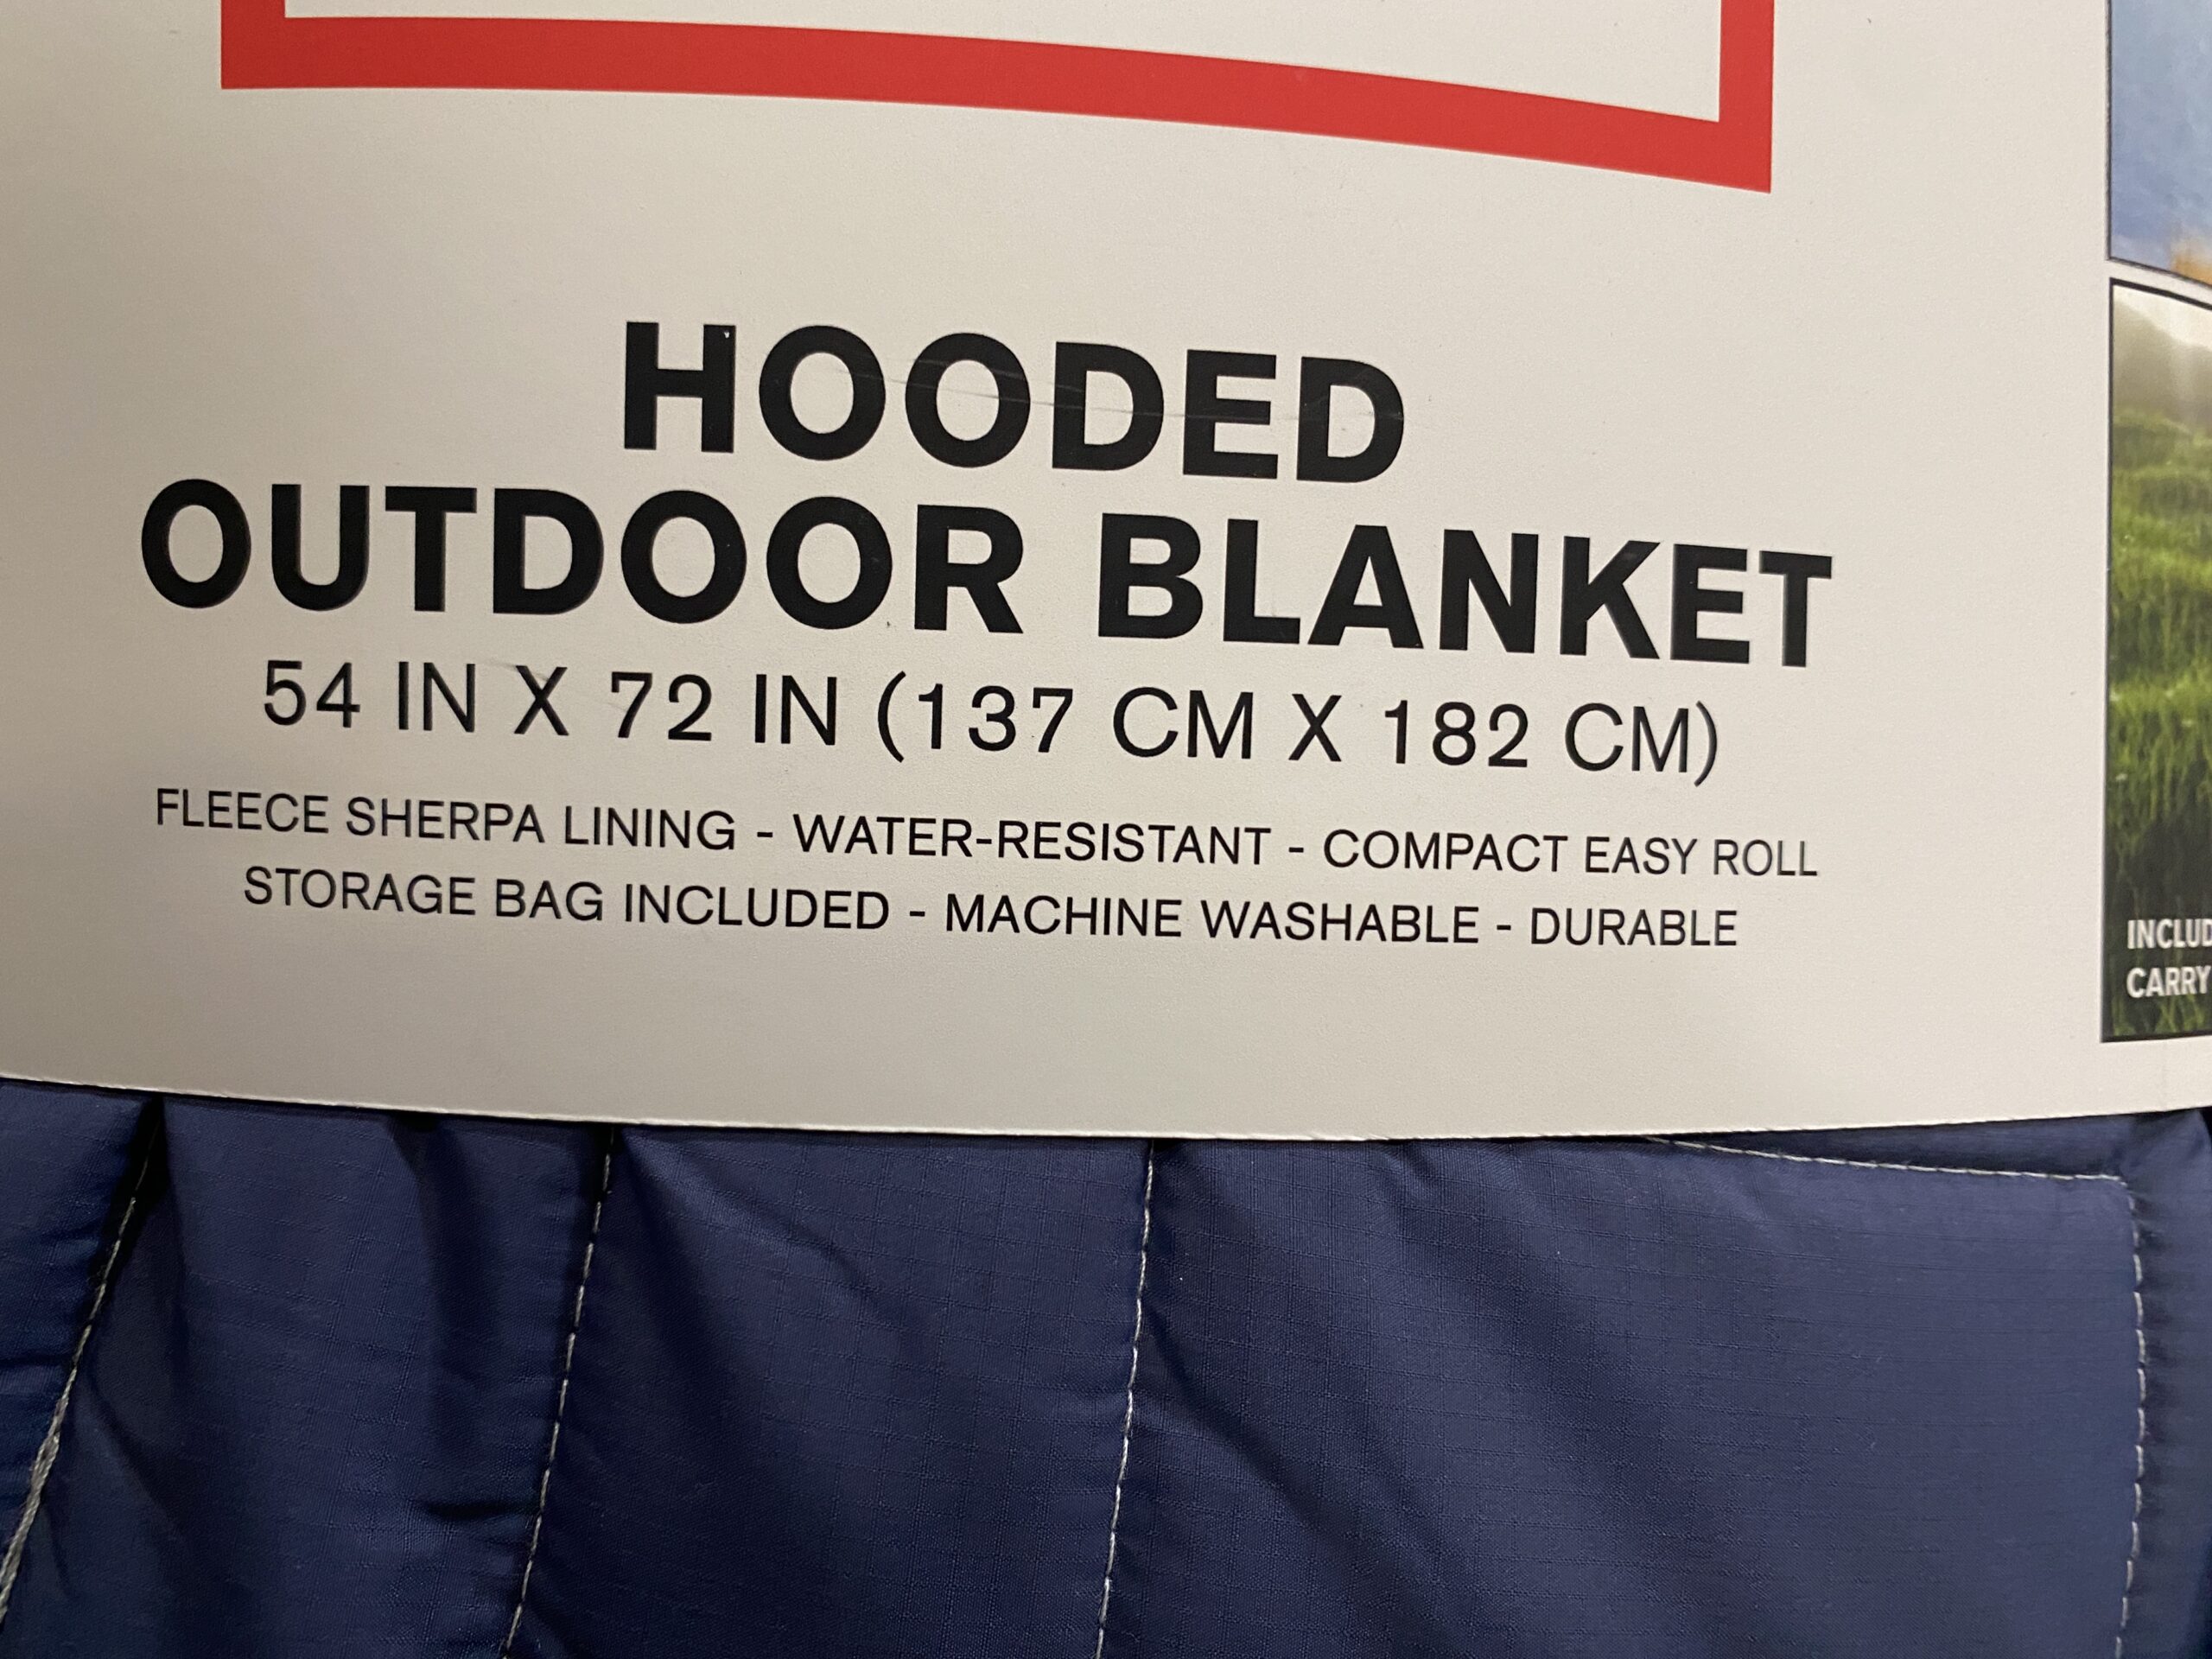 HOODED
OUTDOOR BLANKET
54 IN X 72 IN (137 CM X 182 CM)
FLEECE SHERPA LINING - WATER-RESISTANT - COMPACT EASY ROLL
STORAGE BAG INCLUDED - MACHINE WASHABLE - DURABLE
CARRY